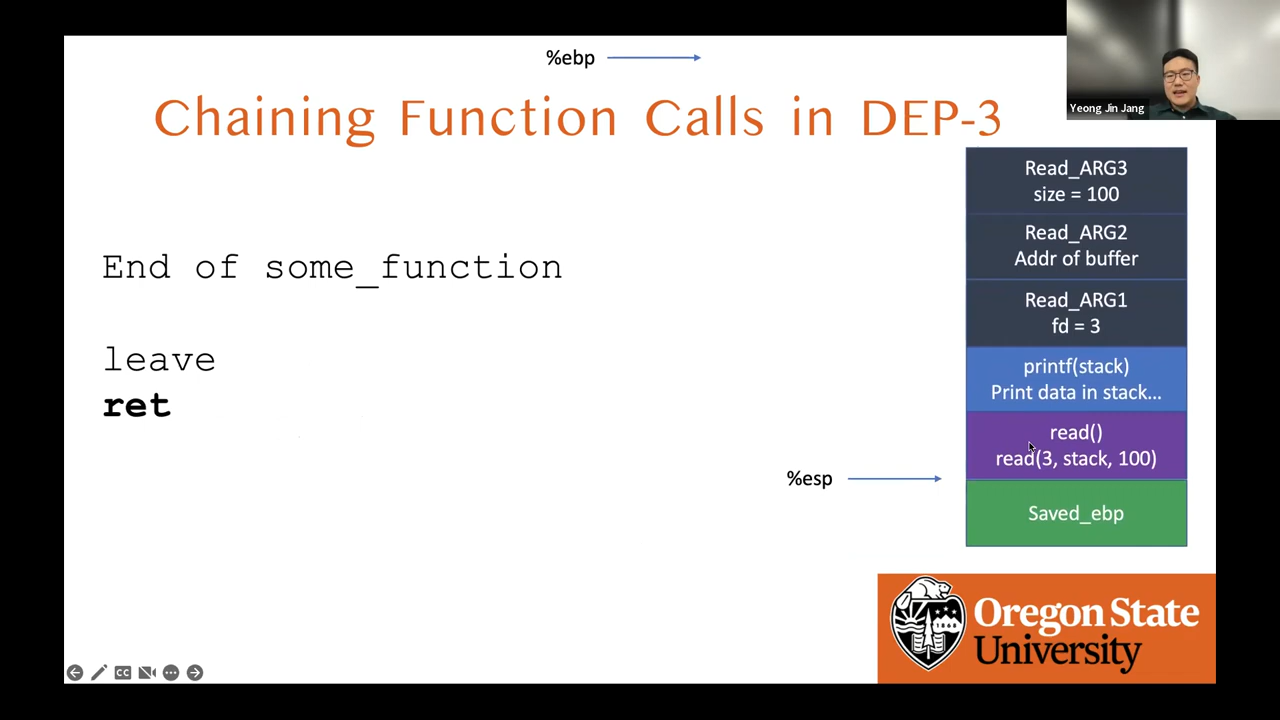 %ebp
Chaining Function Calls in DEP-3
Yeong Jin Jang
End of some_function
leave
ret
%esp
Read_ARG3
size = 100
Read_ARG2
Addr of buffer
Read_ARG1
fd = 3
printf(stack)
Print data in stack...
read()
read(3, stack, 100)
Saved_ebp
Oregon State
University
CC